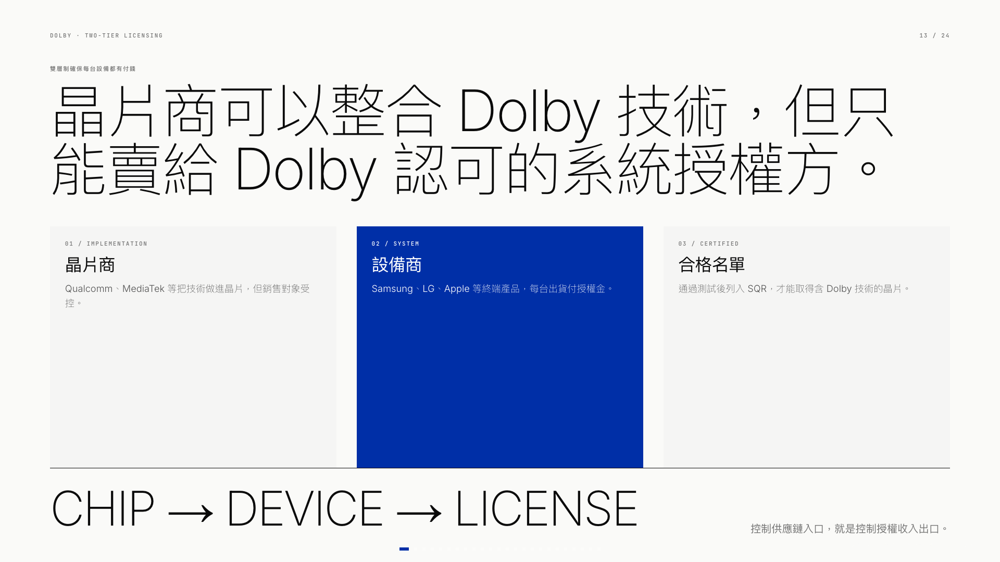 DOLBY · TWO-TIER LICENSING
13 / 24
雙層制確保每台設備都有付錢
晶片商可以整合 Dolby 技術，但只
能賣給 Dolby 認可的系統授權方。
01 / IMPLEMENTATION
晶片商
Qualcomm、MediaTek 等把技術做進晶片，但銷售對象受
控。
02 / SYSTEM
設備商
Samsung、LG、Apple 等終端產品，每台出貨付授權金。
03 / CERTIFIED
合格名單
通過測試後列入 SQR，才能取得含 Dolby 技術的晶片。
CHIP → DEVICE → LICENSE
控制供應鏈入口，就是控制授權收入出口。